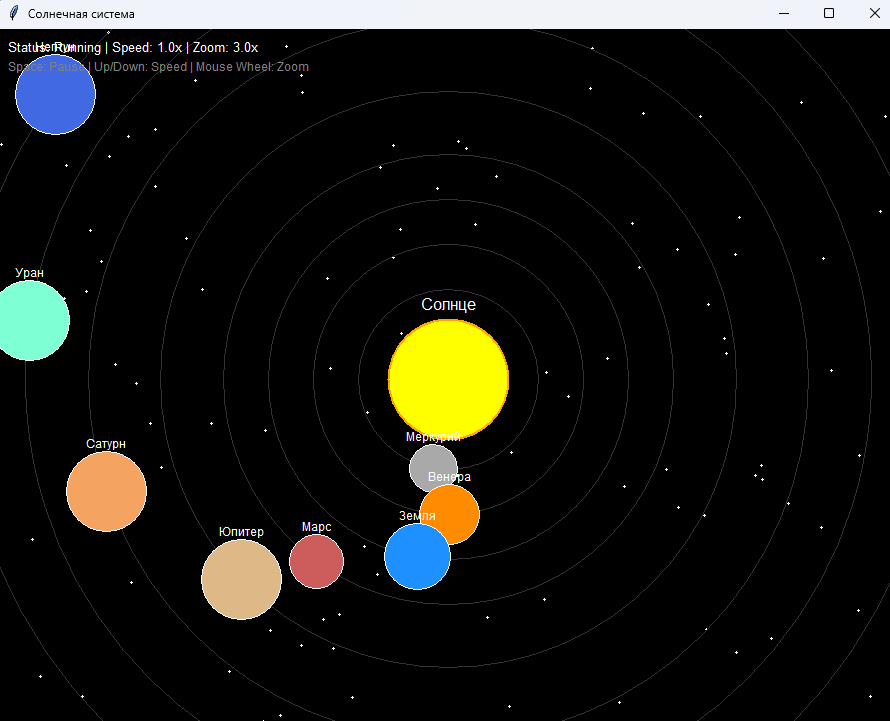 Солнечная система
Нептун
Status: Running | Speed: 1.0x | Zoom: 3.0x
Space: Pause | Up/Down: Speed | Mouse Wheel: Zoom
Уран
Солнце
Меркурий
Сатурн
Венера
Земля
Марс
Юпитер